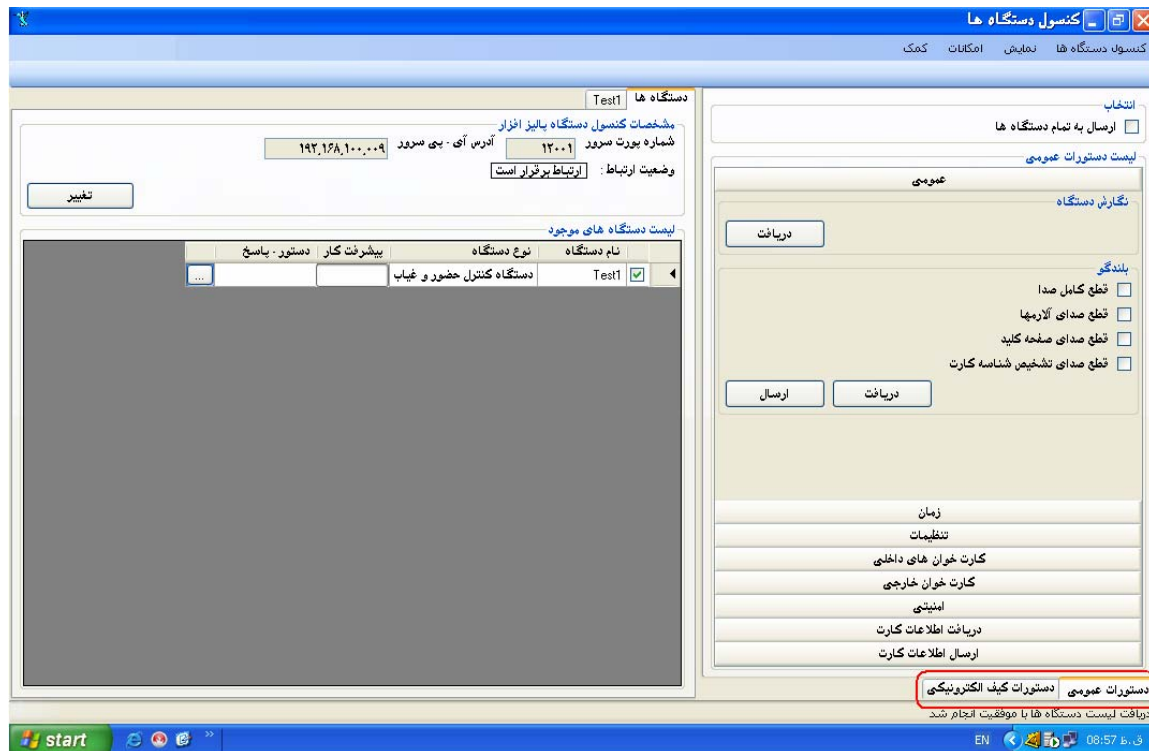 کنسول دستگاه ها
کنسول دستگاه ها نمایش امکانات کمک
انتخاب
ارسال به تمام دستگاه ها
لیست دستورات عمومی
عمومی
نگارش دستگاه
دریافت
بلندگو
قطع کامل صدا
قطع صدای آلارمها
قطع صدای صفحه کلید
قطع صدای تشخیص شناسه کارت
دریافت ارسال
زمان
تنظیمات
کارت خوان های داخلی
کارت خوان خارجی
امنیتی
دریافت اطلاعات کارت
ارسال اطلاعات کارت
دستورات عمومی دستورات کیف الکترونیکی
دستگاه ها Test1
مشخصات کنسول دستگاه پالیز افزار
شماره پورت سرور ۱۲۰۰۱ آدرس آی - پی سرور ۱۹۲,۱۶۸,۱۰۰,۰۰۹
وضعیت ارتباط : ارتباط برقرار است
تغییر
لیست دستگاه های موجود
نام دستگاه نوع دستگاه پیشرفت کار دستور - پاسخ
Test1 دستگاه کنترل حضور و غیاب ...
دریافت لیست دستگاه ها با موفقیت انجام شد
start EN 08:57 ق.ظ